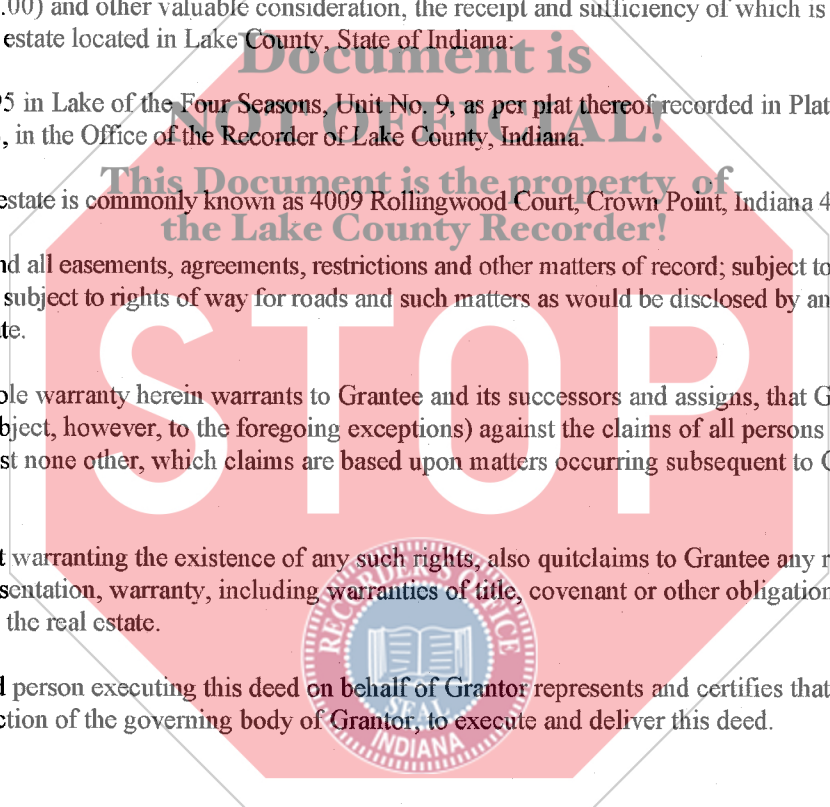 .00) and other valuable consideration, the receipt and sufficiency of which is
estate located in Lake County, State of Indiana:
Document is
5 in Lake of the Four Seasons, Unit No. 9, as per plat thereof recorded in Plat
NOT OFFICIAL!
, in the Office of the Recorder of Lake County, Indiana.
This Document is the property of
estate is commonly known as 4009 Rollingwood Court, Crown Point, Indiana 4
the Lake County Recorder!
nd all easements, agreements, restrictions and other matters of record; subject to
subject to rights of way for roads and such matters as would be disclosed by an
te.
STOP
ole warranty herein warrants to Grantee and its successors and assigns, that G
bject, however, to the foregoing exceptions) against the claims of all persons
st none other, which claims are based upon matters occurring subsequent to G
t warranting the existence of any such rights, also quitclaims to Grantee any r
sentation, warranty, including warranties of title, covenant or other obligation
the real estate.
RECORDER'S OFFICE
SEAL
INDIANA
d person executing this deed on behalf of Grantor represents and certifies that
ction of the governing body of Grantor, to execute and deliver this deed.